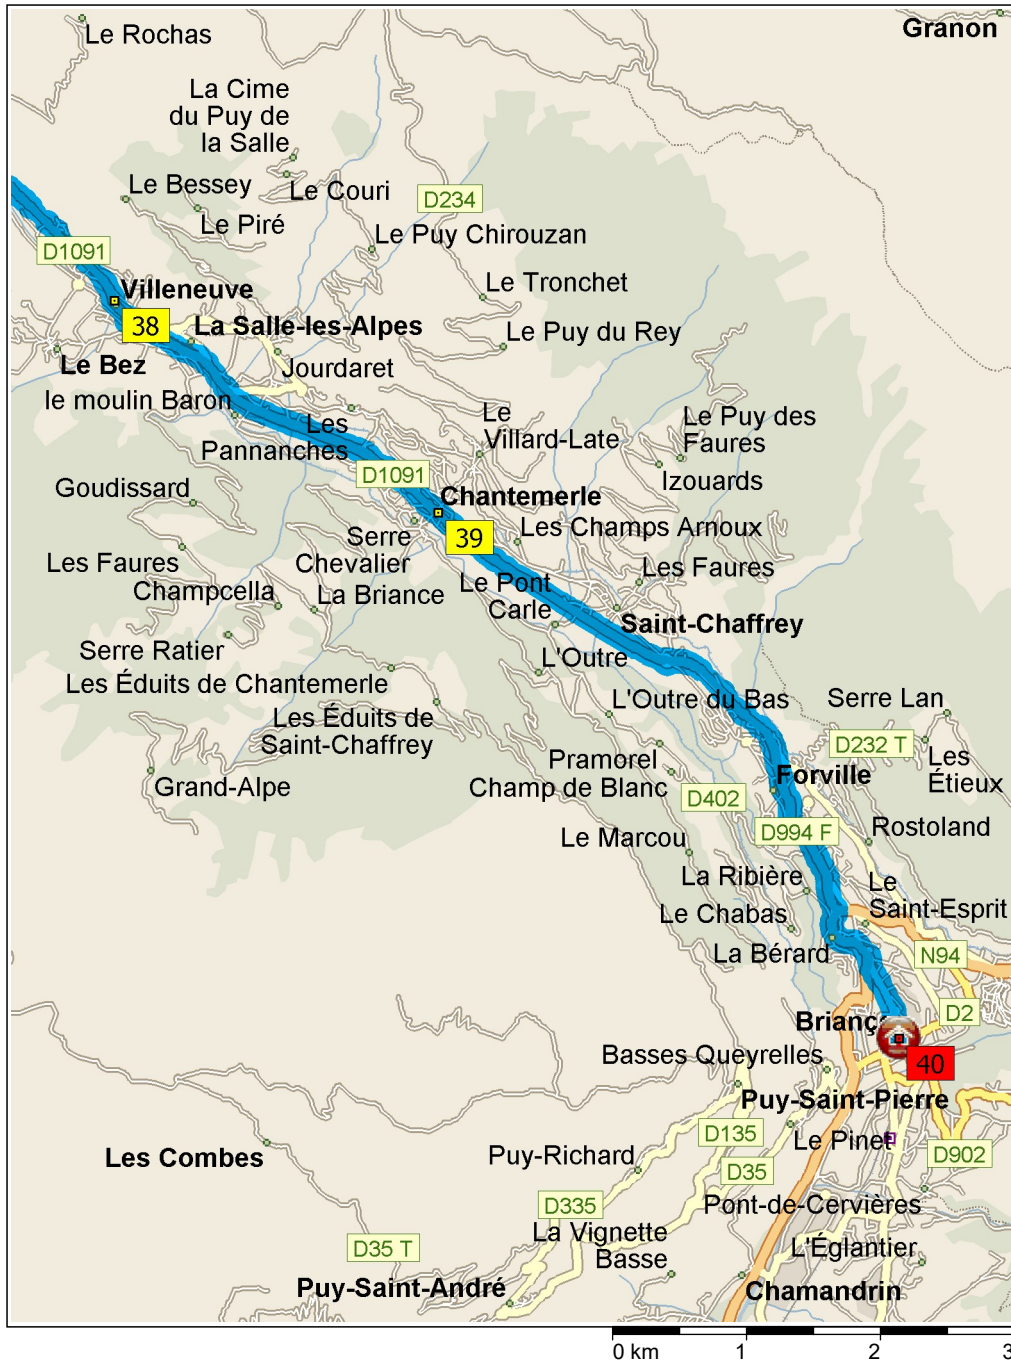 Le Rochas
Granon
La Cime
du Puy de
la Salle
Le Bessey
Le Couri
D234
Le Piré
Le Puy Chirouzan
D1091
Le Tronchet
Villeneuve
38
La Salle-les-Alpes
Le Puy du Rey
Le Bez
Jourdaret
le moulin Baron
Les
Pannanches
Le
Villard-Late
Le Puy des
Faures
D1091
Izouards
Goudissard
Chantemerle
39
Serre
Chevalier
Les Champs Arnoux
Les Faures
Champcella
La Briance
Le Pont
Carle
Les Faures
Saint-Chaffrey
Serre Ratier
L'Outre
Les Éduits de Chantemerle
L'Outre du Bas
Serre Lan
Les Éduits de
Saint-Chaffrey
D232 T
Les
Étieux
Pramorel
Forville
Grand-Alpe
Champ de Blanc
D402
D994 F
Rostoland
Le Marcou
La Ribière
Le
Saint-Esprit
Le Chabas
La Bérard
N94
D2
Brianç
40
Basses Queyrelles
Puy-Saint-Pierre
D135
Le Pinet
Les Combes
Puy-Richard
D35
D902
D335
Pont-de-Cervières
La Vignette
Basse
D35 T
L'Églantier
Puy-Saint-André
Chamandrin
0 km 1 2 3